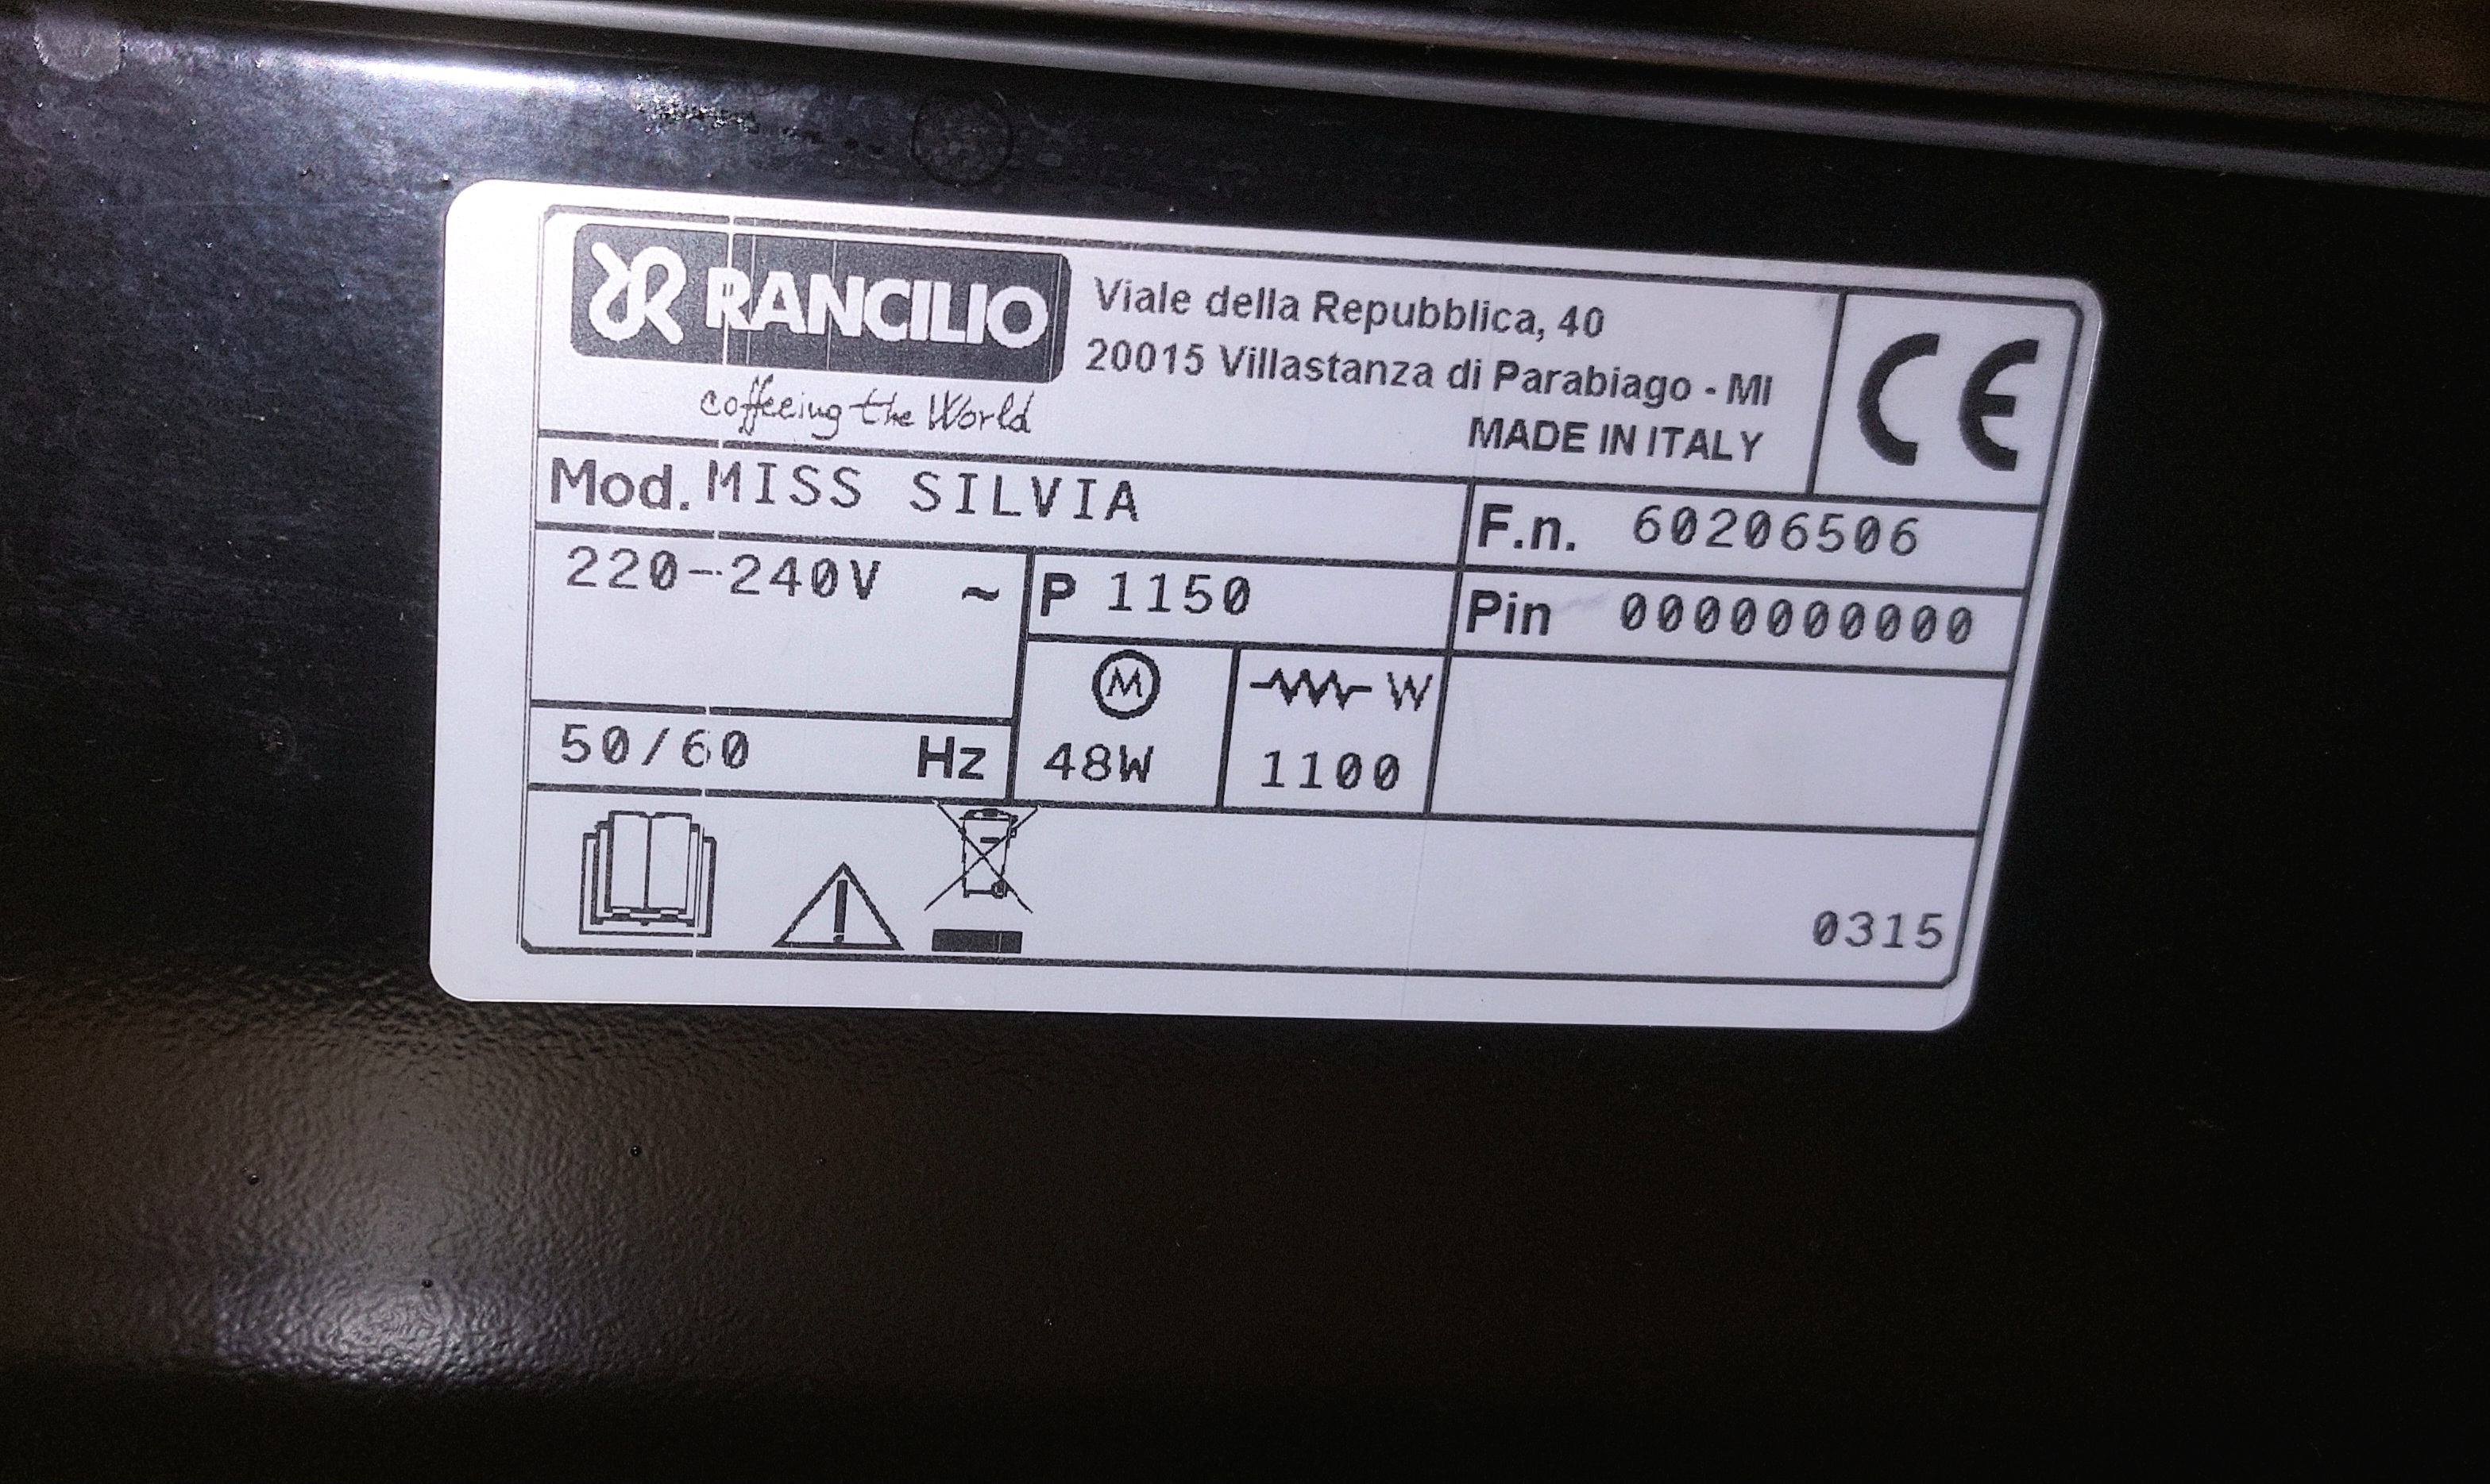 RANCILIO
coffeeing the World
Viale della Repubblica, 40
20015 Villastanza di Parabiago - MI
MADE IN ITALY
CE
Mod. MISS SILVIA
F.n. 60206506
220-240V ~
P 1150
Pin 0000000000
M
W
50/60 Hz
48W
1100
0315